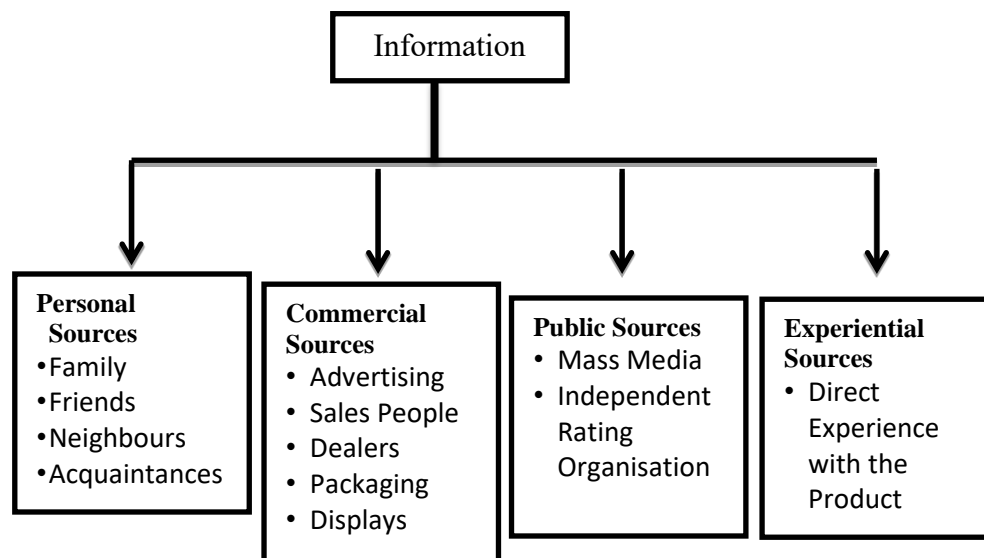 Information
Personal
Sources
•Family
•Friends
•Neighbours
•Acquaintances
Commercial
Sources
• Advertising
• Sales People
• Dealers
• Packaging
• Displays
Public Sources
• Mass Media
• Independent
Rating
Organisation
Experiential
Sources
• Direct
Experience
with the
Product